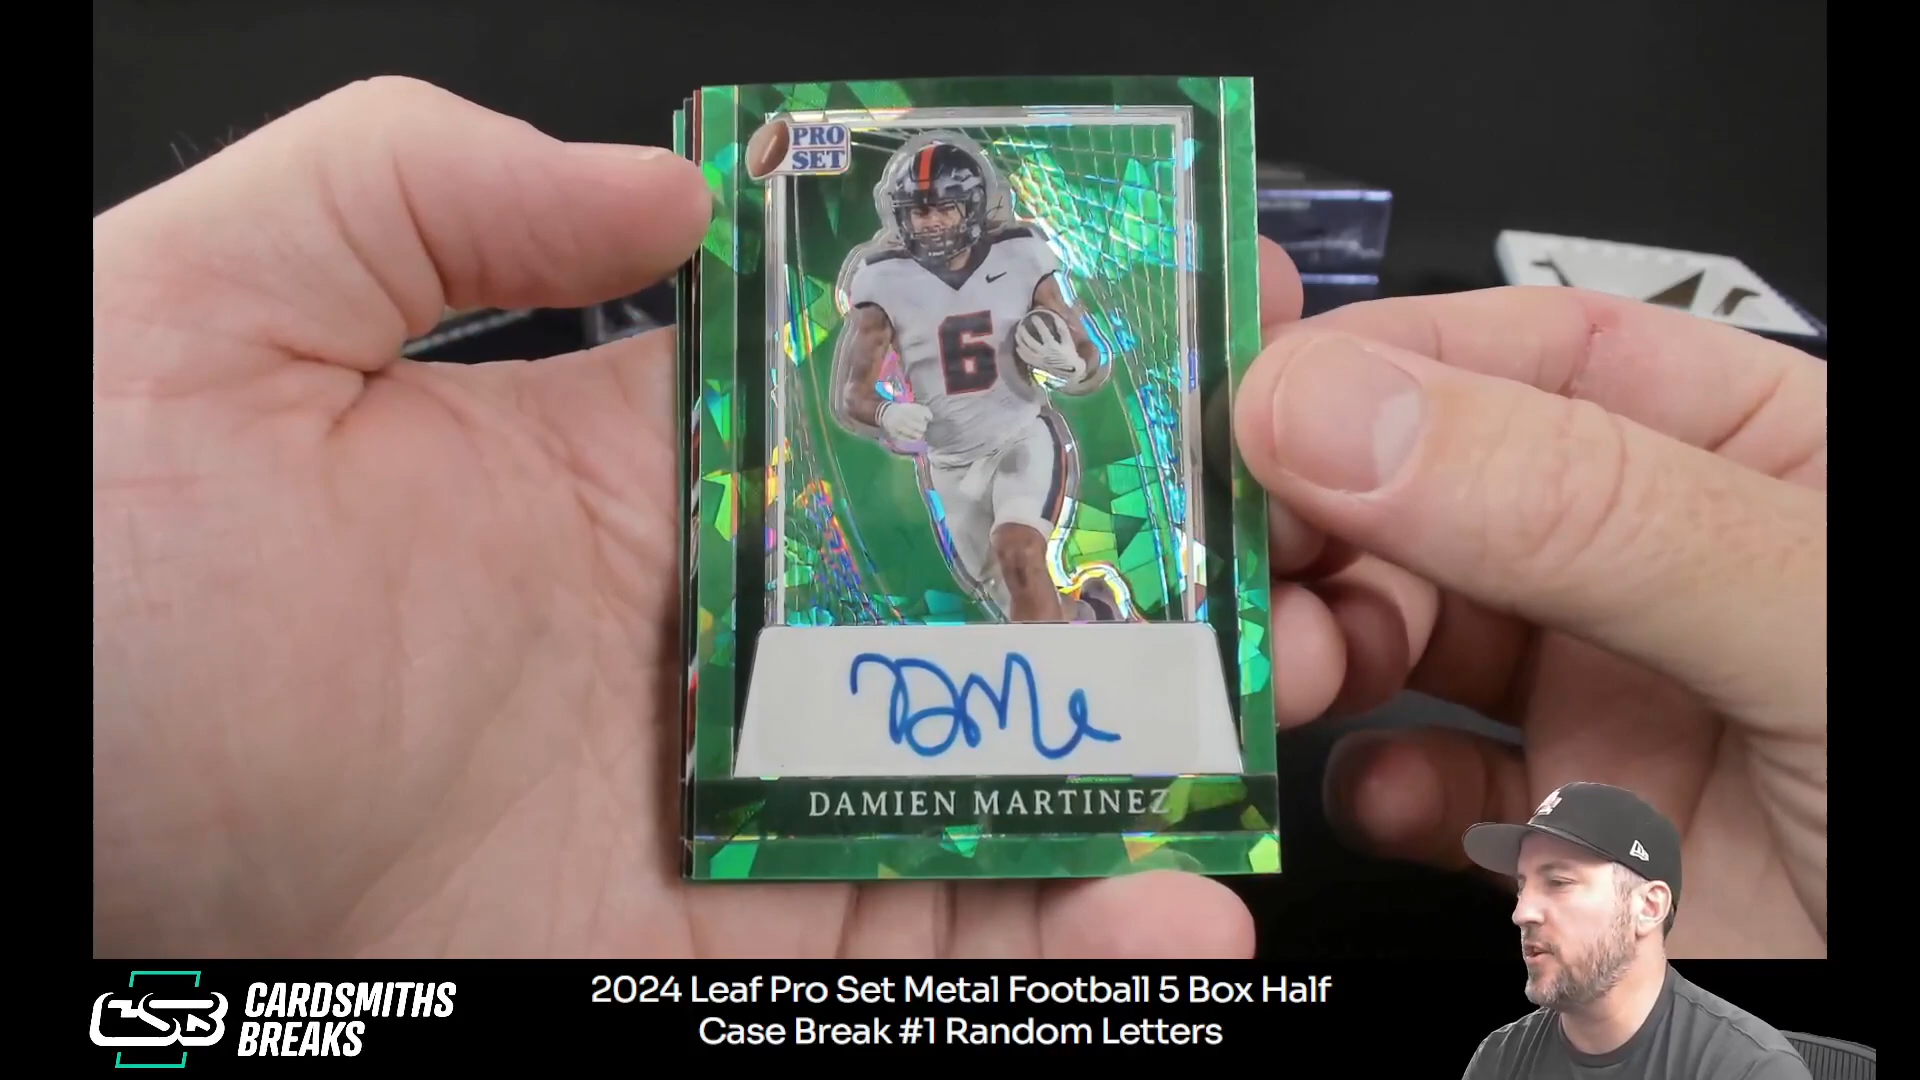 PRO
SET
6
DAMIEN MARTINEZ
CSB
CARDSMITHS
BREAKS
2024 Leaf Pro Set Metal Football 5 Box Half
Case Break #1 Random Letters